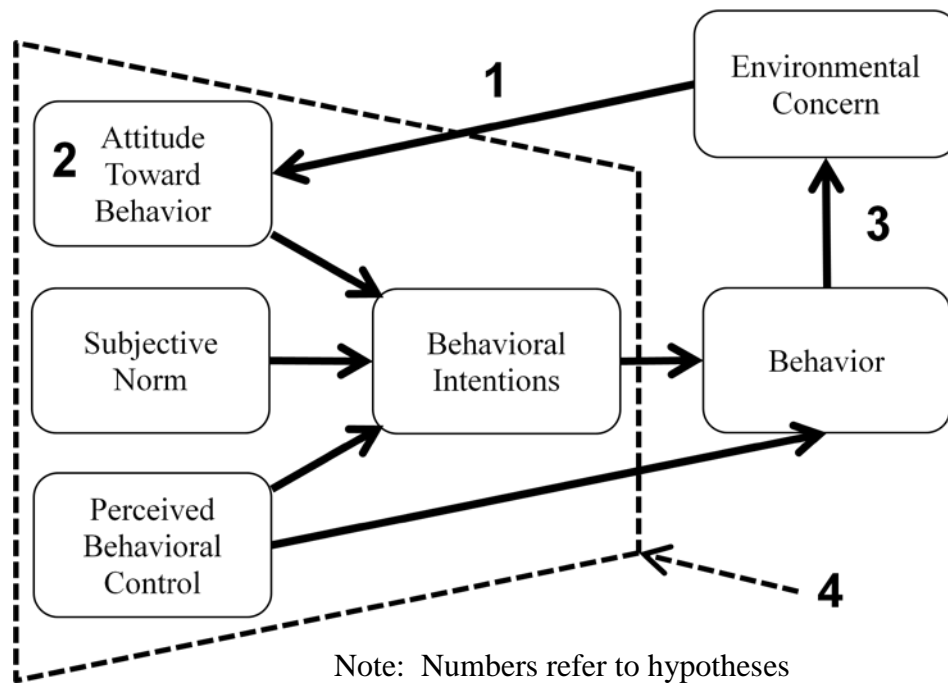 1
Environmental
Concern
2
Attitude
Toward
Behavior
3
Subjective
Norm
Behavioral
Intentions
Behavior
Perceived
Behavioral
Control
4
Note: Numbers refer to hypotheses